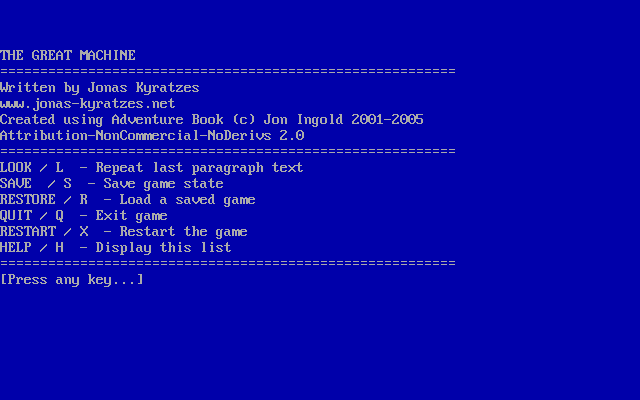 THE GREAT MACHINE
=========================================================
Written by Jonas Kyratzes
www.jonas-kyratzes.net
Created using Adventure Book (c) Jon Ingold 2001-2005
Attribution-NonCommercial-NoDerivs 2.0
=========================================================
LOOK / L  - Repeat last paragraph text
SAVE  / S  - Save game state
RESTORE / R  - Load a saved game
QUIT / Q  - Exit game
RESTART / X  - Restart the game
HELP / H  - Display this list
=========================================================
[Press any key...]